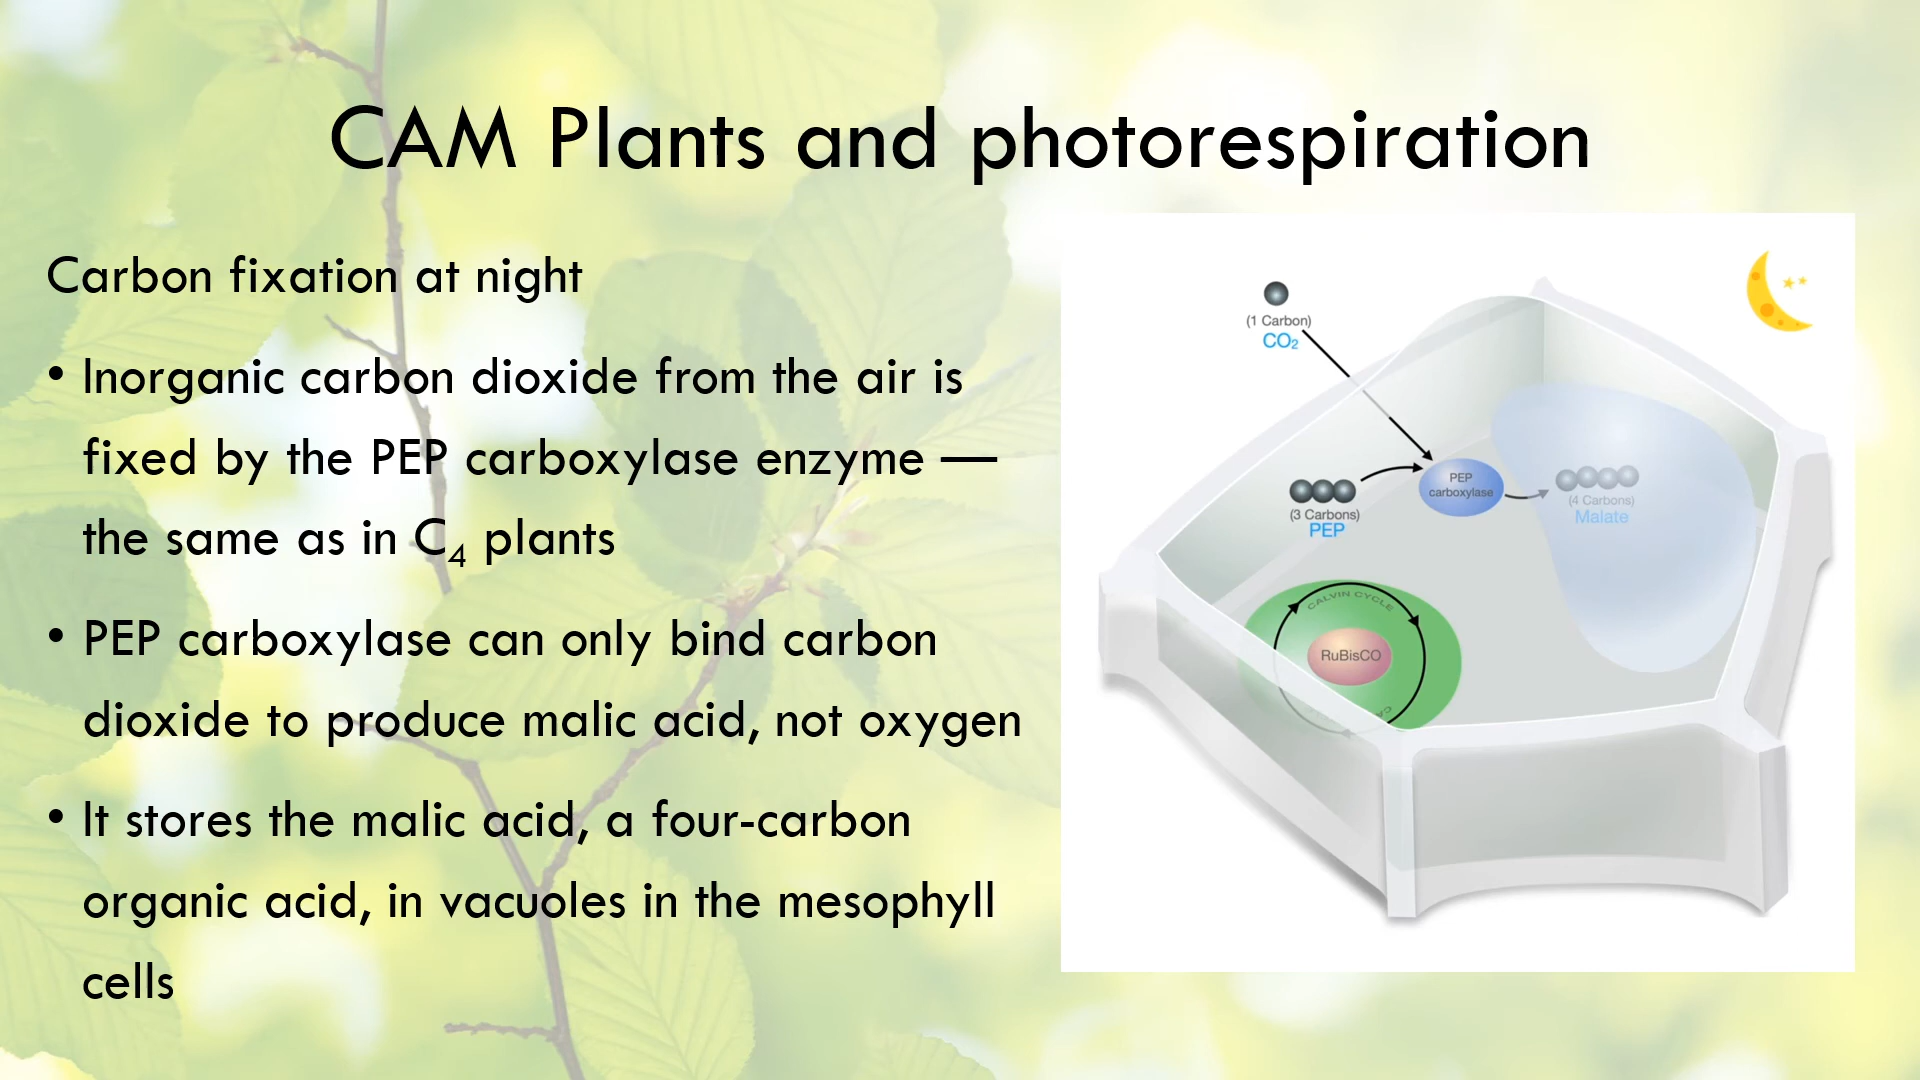 CAM Plants and photorespiration
Carbon fixation at night
• Inorganic carbon dioxide from the air is
fixed by the PEP carboxylase enzyme —
the same as in C₄ plants
• PEP carboxylase can only bind carbon
dioxide to produce malic acid, not oxygen
• It stores the malic acid, a four-carbon
organic acid, in vacuoles in the mesophyll
cells
(1 Carbon)
CO₂
PEP
carboxylase
(3 Carbons)
PEP
(4 Carbons)
Malate
CALVIN CYCLE
RuBisCO
CA